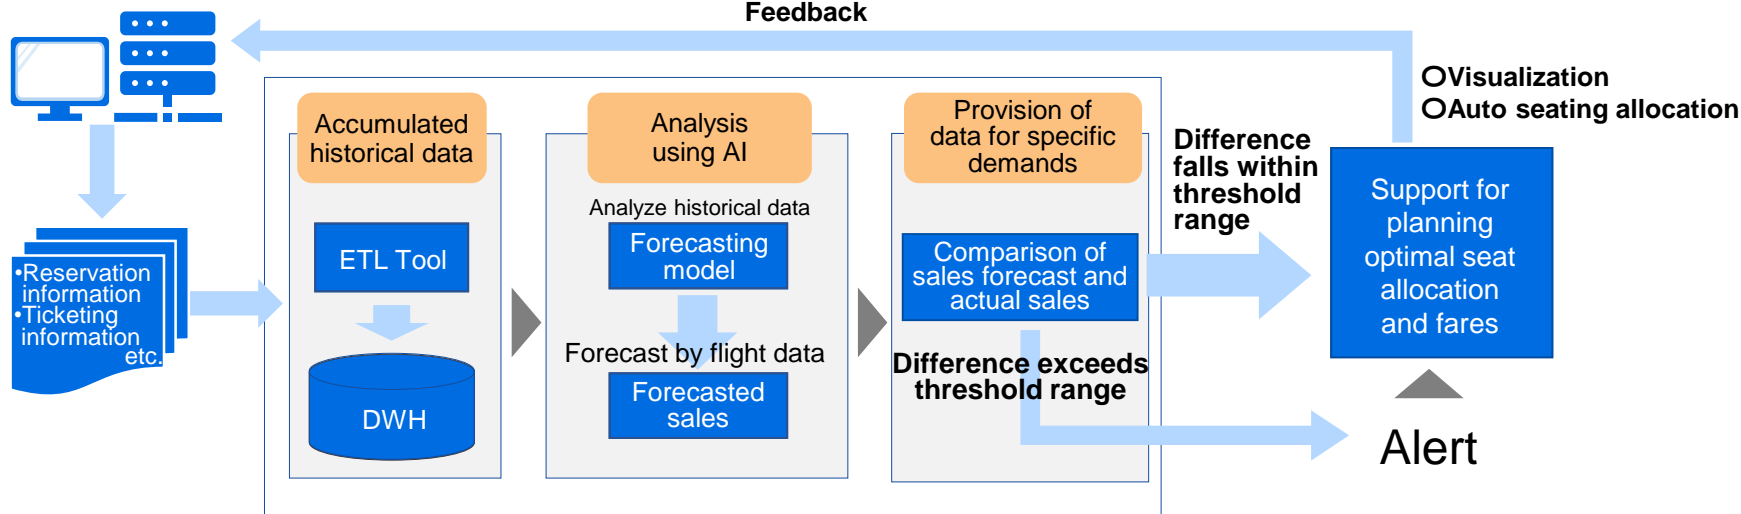 Feedback
○Visualization
○Auto seating allocation
•Reservation
information
•Ticketing
information
etc.
Accumulated
historical data
ETL Tool
DWH
Analysis
using AI
Analyze historical data
Forecasting
model
Forecast by flight data
Forecasted
sales
Provision of
data for specific
demands
Comparison of
sales forecast and
actual sales
Difference exceeds
threshold range
Difference
falls within
threshold
range
Support for
planning
optimal seat
allocation
and fares
Alert